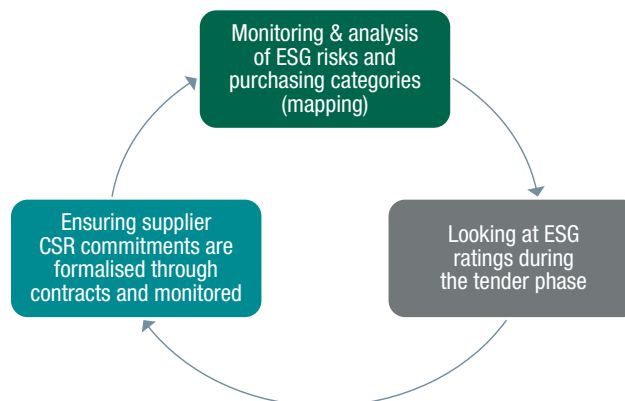 Monitoring & analysis
of ESG risks and
purchasing categories
(mapping)
Ensuring supplier
CSR commitments are
formalised through
contracts and monitored
Looking at ESG
ratings during
the tender phase